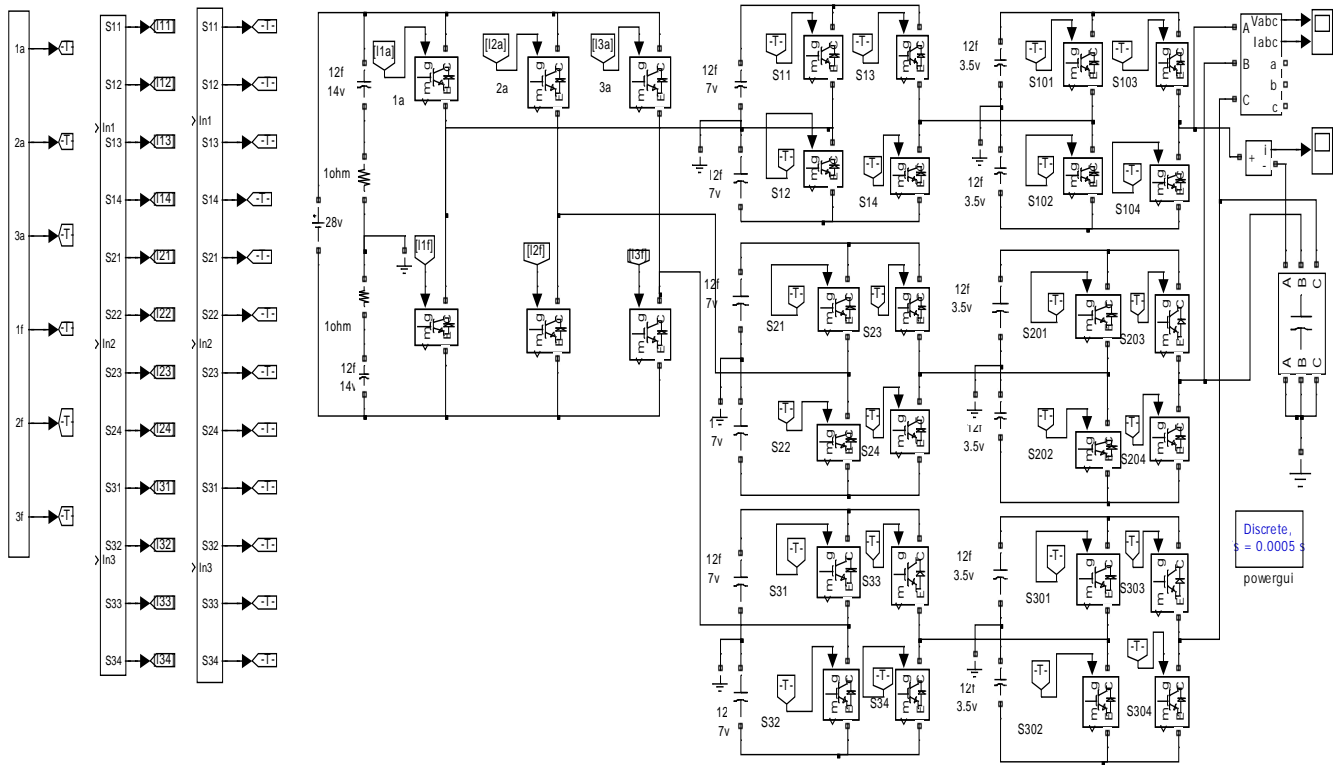 1a
2a
3a
1f
2f
3f
-T-
-T-
-T-
-T-
-T-
-T-
S11
S12
In1
S13
S14
S21
S22
In2
S23
S24
S31
S32
In3
S33
S34
[I11]
[I12]
[I13]
[I14]
[I21]
[I22]
[I23]
[I24]
[I31]
[I32]
[I33]
[I34]
S11
S12
In1
S13
S14
S21
S22
In2
S23
S24
S31
S32
In3
S33
S34
-T-
-T-
-T-
-T-
-T-
-T-
-T-
-T-
-T-
-T-
-T-
-T-
12f
14v
1ohm
28v
1ohm
12f
14v
[I1a]
[I2a]
[I3a]
1a
2a
3a
[I1f]
[I2f]
[I3f]
12f
7v
12f
7v
S11
S13
S12
S14
12f
3.5v
12f
3.5v
S101
S103
S102
S104
12f
7v
7v
S21
S23
S22
S24
12f
3.5v
12f
3.5v
S201
S203
S202
S204
12f
7v
12
7v
S31
S33
S32
S34
12f
3.5v
12f
3.5v
S301
S303
S302
S304
Vabc
Iabc
A
B
C
a
b
c
i
+
-
A B C
A B C
Discrete,
s = 0.0005 s
powergui